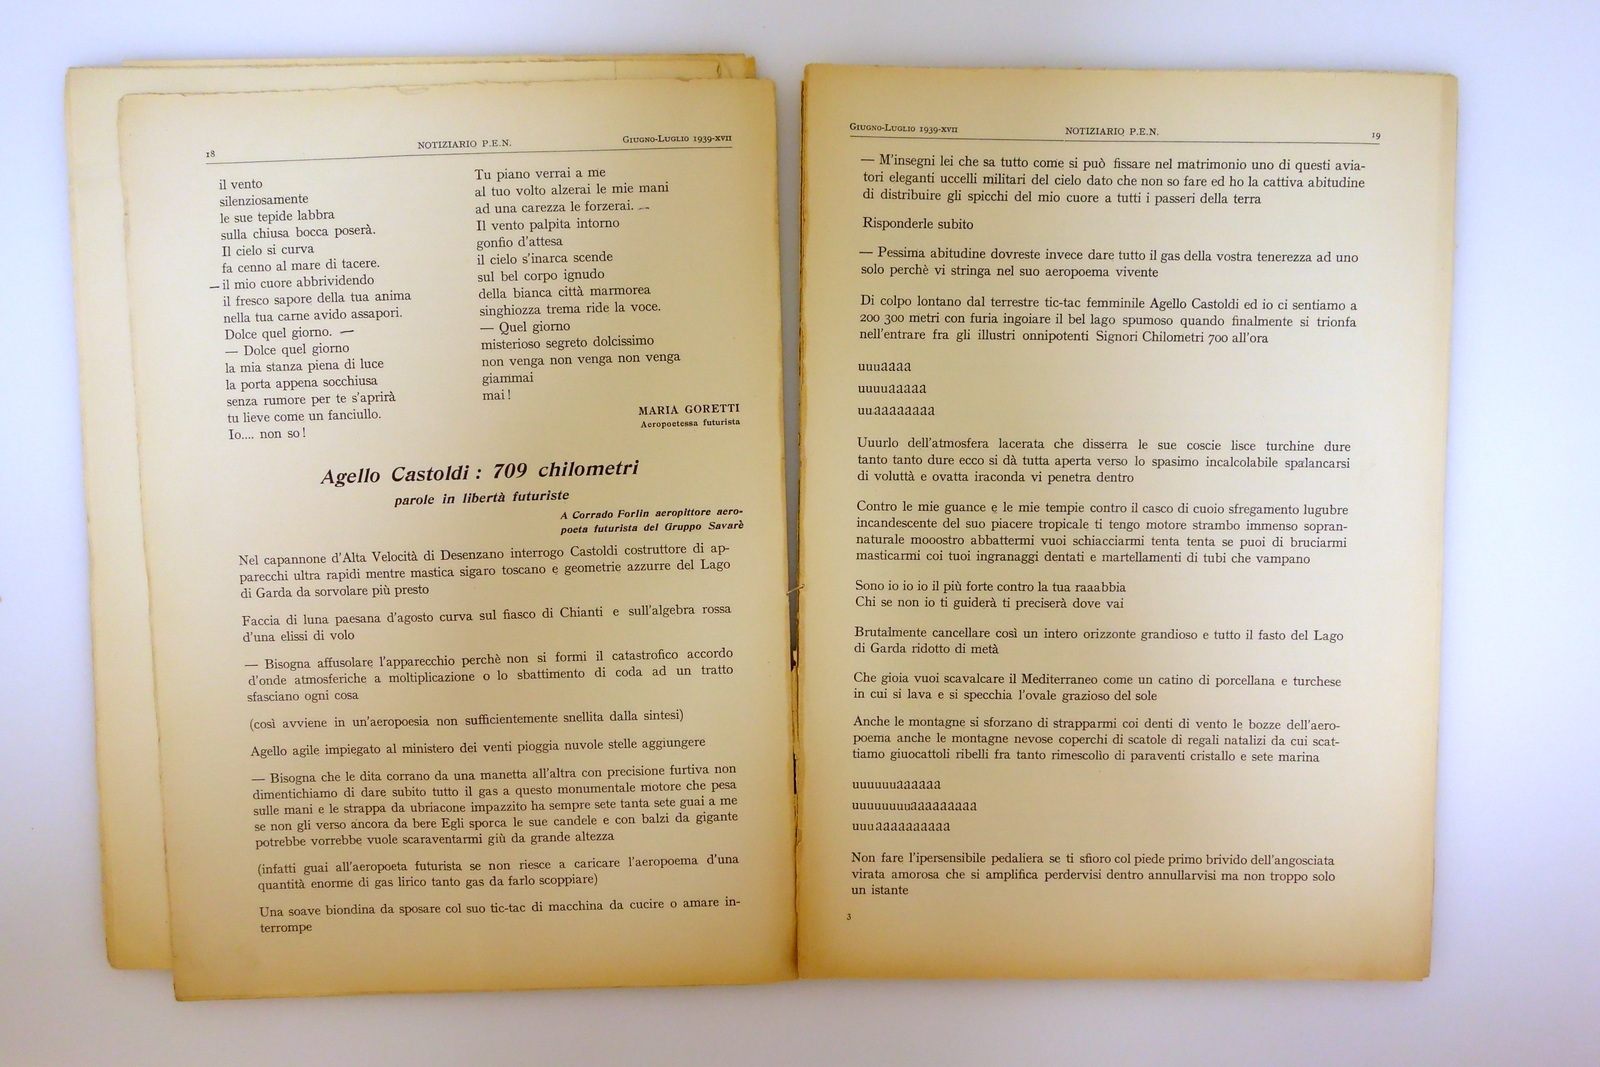 18
NOTIZIARIO P.E.N.
GIUGNO-LUGLIO 1939-XVII
il vento
silenziosamente
le sue tepide labbra
sulla chiusa bocca poserà.
Il cielo si curva
fa cenno al mare di tacere.
— il mio cuore abbrividendo
il fresco sapore della tua anima
nella tua carne avido assapori.
Dolce quel giorno. —
— Dolce quel giorno
la mia stanza piena di luce
la porta appena socchiusa
senza rumore per te s'aprirà
tu lieve come un fanciullo.
Io.... non so!
Tu piano verrai a me
al tuo volto alzerai le mie mani
ad una carezza le forzerai. —
Il vento palpita intorno
gonfio d'attesa
il cielo s'inarca scende
sul bel corpo ignudo
della bianca città marmorea
singhiozza trema ride la voce.
— Quel giorno
misterioso segreto dolcissimo
non venga non venga non venga
giammai
mai!
MARIA GORETTI
Aeropoetessa futurista
Agello Castoldi: 709 chilometri
parole in libertà futuriste
A Corrado Forlin aeropittore aero-
poeta futurista del Gruppo Savarè
Nel capannone d'Alta Velocità di Desenzano interrogo Castoldi costruttore di ap-
parecchi ultra rapidi mentre mastica sigaro toscano e geometrie azzurre del Lago
di Garda da sorvolare più presto
Faccia di luna paesana d'agosto curva sul fiasco di Chianti e sull'algebra rossa
d'una elissi di volo
— Bisogna affusolare l'apparecchio perchè non si formi il catastrofico accordo
d'onde atmosferiche a moltiplicazione o lo sbattimento di coda ad un tratto
sfasciano ogni cosa
(così avviene in un'aeropoesia non sufficientemente snellita dalla sintesi)
Agello agile impiegato al ministero dei venti pioggia nuvole stelle aggiungere
— Bisogna che le dita corrano da una manetta all'altra con precisione furtiva non
dimentichiamo di dare subito tutto il gas a questo monumentale motore che pesa
sulle mani e le strappa da ubriacone impazzito ha sempre sete tanta sete guai a me
se non gli verso ancora da bere Egli sporca le sue candele e con balzi da gigante
potrebbe vorrebbe vuole scaraventarmi giù da grande altezza
(infatti guai all'aeropoeta futurista se non riesce a caricare l'aeropoema d'una
quantità enorme di gas lirico tanto gas da farlo scoppiare)
Una soave biondina da sposare col suo tic-tac di macchina da cucire o amare in-
terrompe
GIUGNO-LUGLIO 1939-XVII
NOTIZIARIO P.E.N.
19
— M'insegni lei che sa tutto come si può fissare nel matrimonio uno di questi avia-
tori eleganti uccelli militari del cielo dato che non so fare ed ho la cattiva abitudine
di distribuire gli spicchi del mio cuore a tutti i passeri della terra
Risponderle subito
— Pessima abitudine dovreste invece dare tutto il gas della vostra tenerezza ad uno
solo perchè vi stringa nel suo aeropoema vivente
Di colpo lontano dal terrestre tic-tac femminile Agello Castoldi ed io ci sentiamo a
200 300 metri con furia ingoiare il bel lago spumoso quando finalmente si trionfa
nell'entrare fra gli illustri onnipotenti Signori Chilometri 700 all'ora
uuuaaaa
uuuuaaaaa
uuaaaaaaaaa
Uuurlo dell'atmosfera lacerata che disserra le sue coscie lisce turchine dure
tanto tanto dure ecco si dà tutta aperta verso lo spasimo incalcolabile spalancarsi
di voluttà e ovatta iraconda vi penetra dentro
Contro le mie guance e le mie tempie contro il casco di cuoio sfregamento lugubre
incandescente del suo piacere tropicale ti tengo motore strambo immenso sopran-
naturale mooostro abbattermi vuoi schiacciarmi tenta tenta se puoi di bruciarmi
masticarmi coi tuoi ingranaggi dentati e martellamenti di tubi che vampano
Sono io io io il più forte contro la tua raaabbia
Chi se non io ti guiderà ti preciserà dove vai
Brutalmente cancellare così un intero orizzonte grandioso e tutto il fasto del Lago
di Garda ridotto di metà
Che gioia vuoi scavalcare il Mediterraneo come un catino di porcellana e turchese
in cui si lava e si specchia l'ovale grazioso del sole
Anche le montagne si sforzano di strapparmi coi denti di vento le bozze dell'aero-
poema anche le montagne nevose coperchi di scatole di regali natalizi da cui scat-
tiamo giuocattoli ribelli fra tanto rimescolio di paraventi cristallo e sete marina
uuuuuuaaaaaa
uuuuuuuuaaaaaaaaa
uuuaaaaaaaaaa
Non fare l'ipersensibile pedaliera se ti sfioro col piede primo brivido dell'angosciata
virata amorosa che si amplifica perdervisi dentro annullarvisi ma non troppo solo
un istante
3